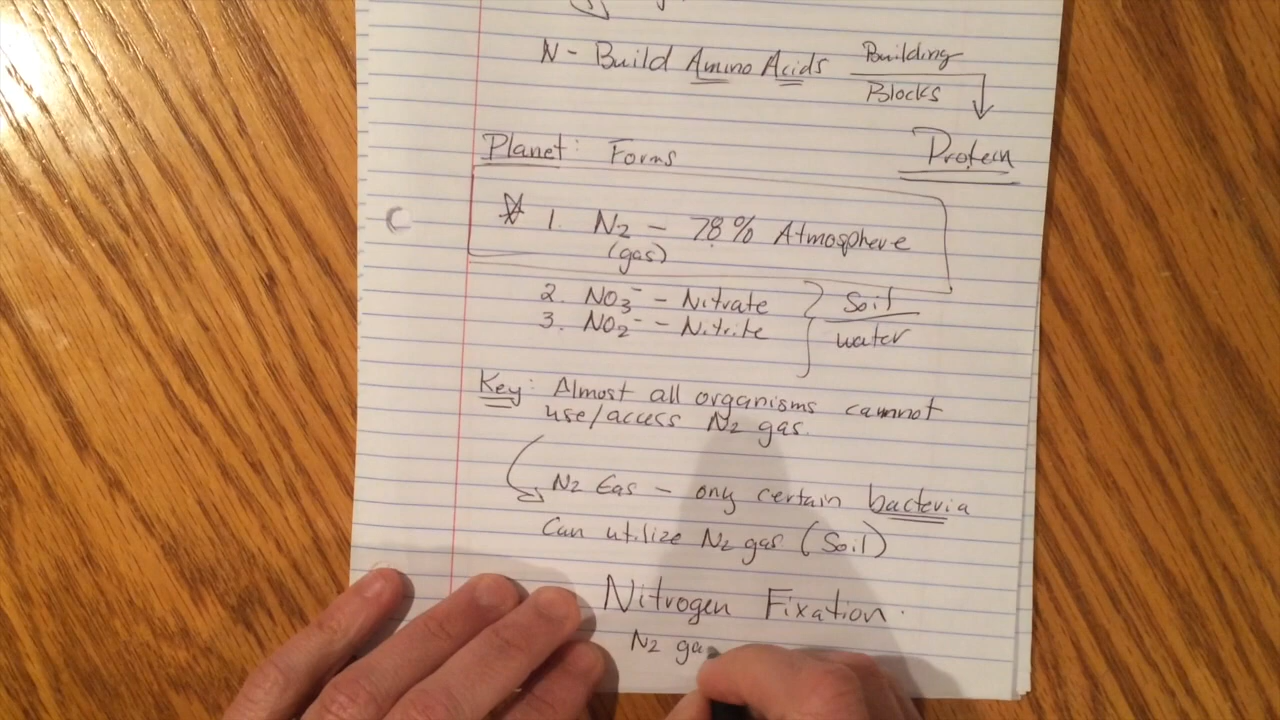 N - Build Amino Acids Building Blocks
Protein
Planet: Forms
1. N2 - 78% Atmosphere
(gas)
2. NO3⁻ - Nitrate
3. NO2⁻ - Nitrite
Soil
water
Key: Almost all organisms cannot
use/access N2 gas.
N2 Gas - ony certain bacteria
Can utilize N2 gas (Soil)
Nitrogen Fixation.
N2 ga